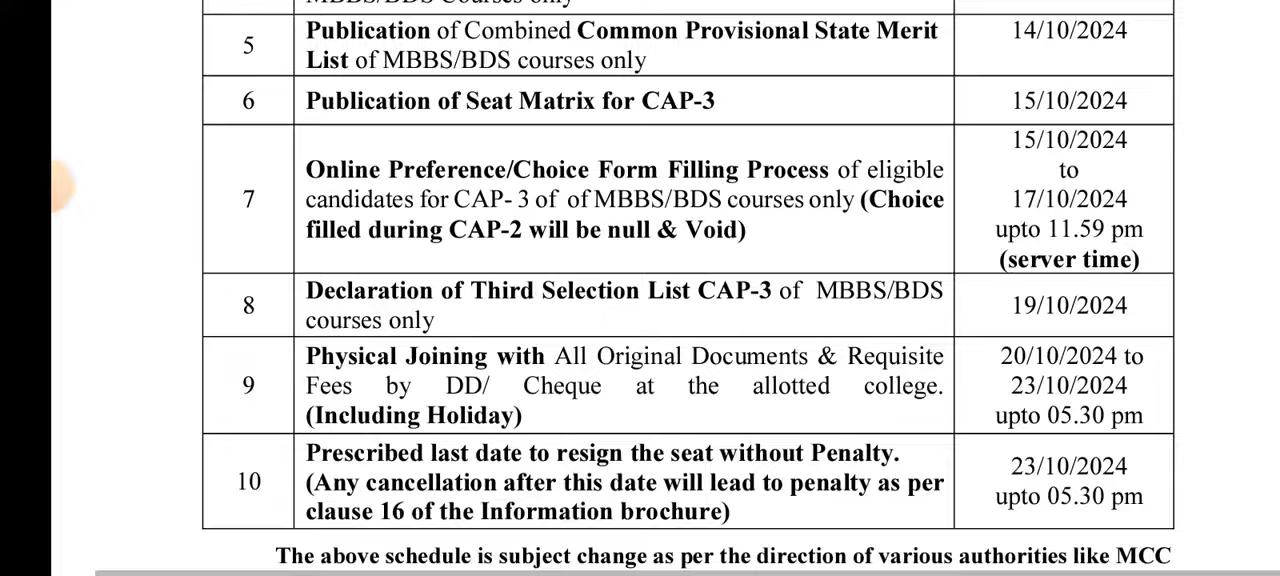 MBBS/BDS Courses only
5
Publication of Combined Common Provisional State Merit
List of MBBS/BDS courses only
14/10/2024
6
Publication of Seat Matrix for CAP-3
15/10/2024
7
Online Preference/Choice Form Filling Process of eligible
candidates for CAP- 3 of of MBBS/BDS courses only (Choice
filled during CAP-2 will be null & Void)
15/10/2024
to
17/10/2024
upto 11.59 pm
(server time)
8
Declaration of Third Selection List CAP-3 of MBBS/BDS
courses only
19/10/2024
9
Physical Joining with All Original Documents & Requisite
Fees by DD/ Cheque at the allotted college.
(Including Holiday)
20/10/2024 to
23/10/2024
upto 05.30 pm
10
Prescribed last date to resign the seat without Penalty.
(Any cancellation after this date will lead to penalty as per
clause 16 of the Information brochure)
23/10/2024
upto 05.30 pm
The above schedule is subject change as per the direction of various authorities like MCC